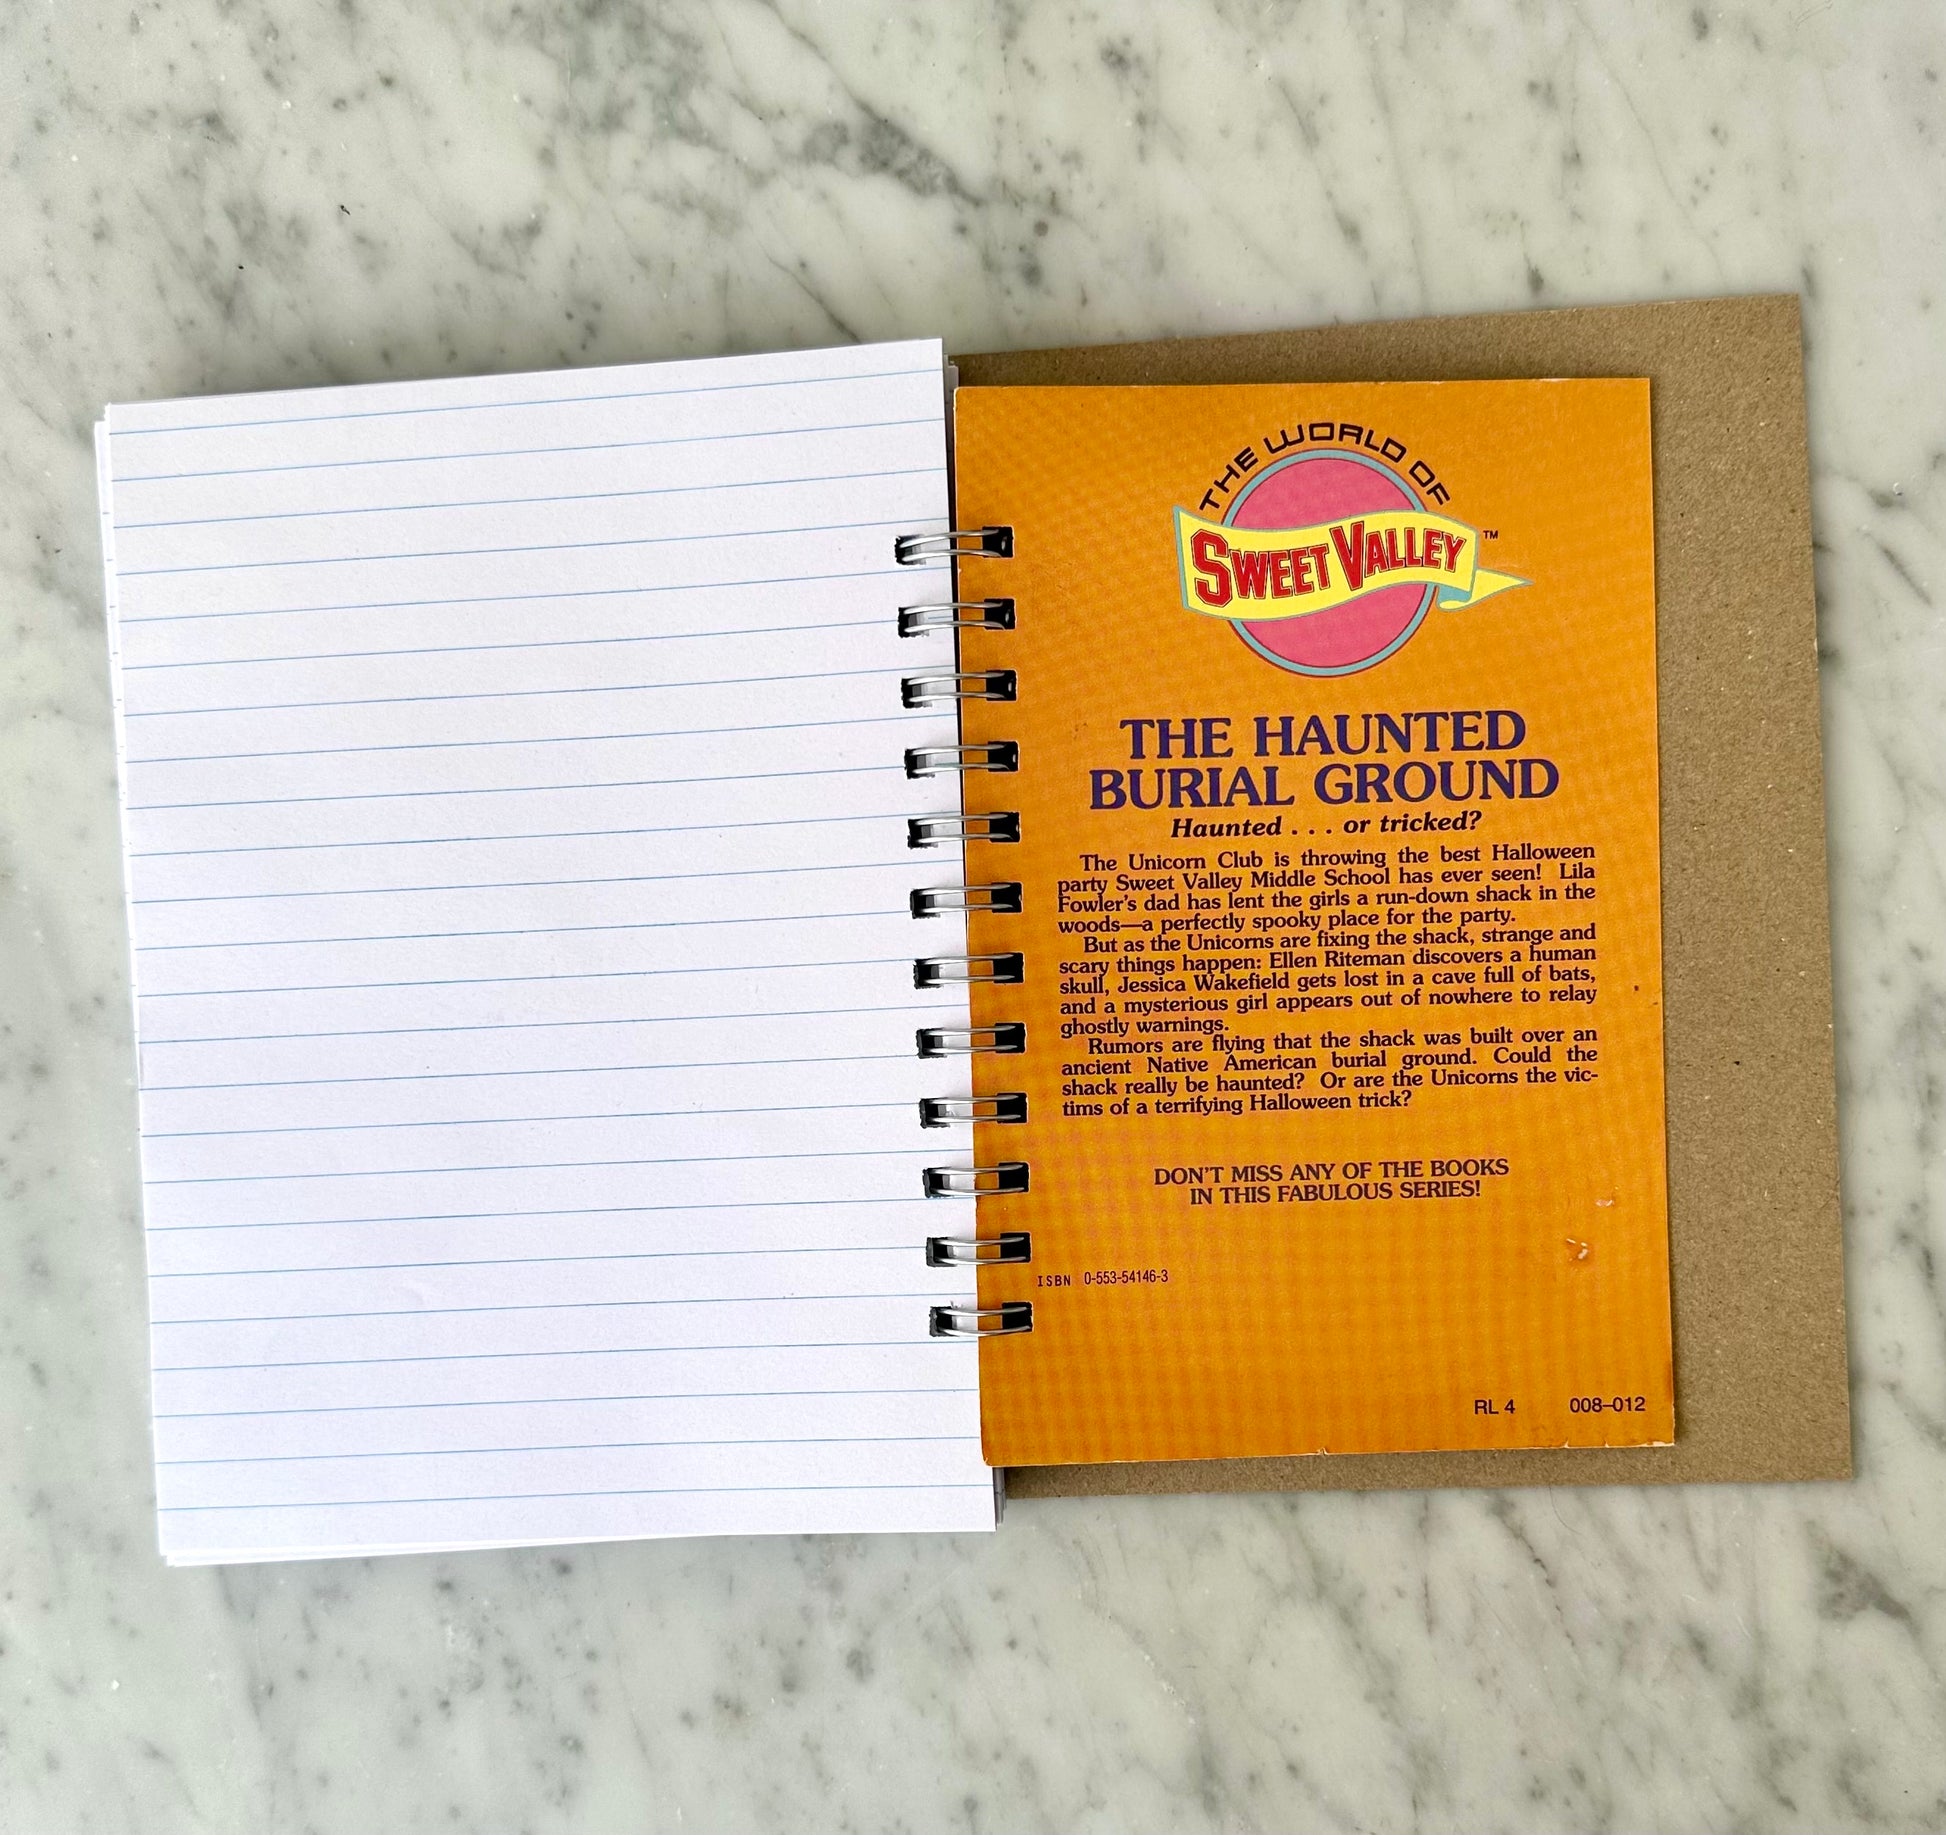 THE WORLD OF
SWEET VALLEY™
THE HAUNTED
BURIAL GROUND
Haunted . . . or tricked?
The Unicorn Club is throwing the best Halloween
party Sweet Valley Middle School has ever seen! Lila
Fowler's dad has lent the girls a run-down shack in the
woods—a perfectly spooky place for the party.
But as the Unicorns are fixing the shack, strange and
scary things happen: Ellen Riteman discovers a human
skull, Jessica Wakefield gets lost in a cave full of bats,
and a mysterious girl appears out of nowhere to relay
ghostly warnings.
Rumors are flying that the shack was built over an
ancient Native American burial ground. Could the
shack really be haunted? Or are the Unicorns the vic-
tims of a terrifying Halloween trick?
DON'T MISS ANY OF THE BOOKS
IN THIS FABULOUS SERIES!
ISBN 0-553-54146-3
RL 4 008–012